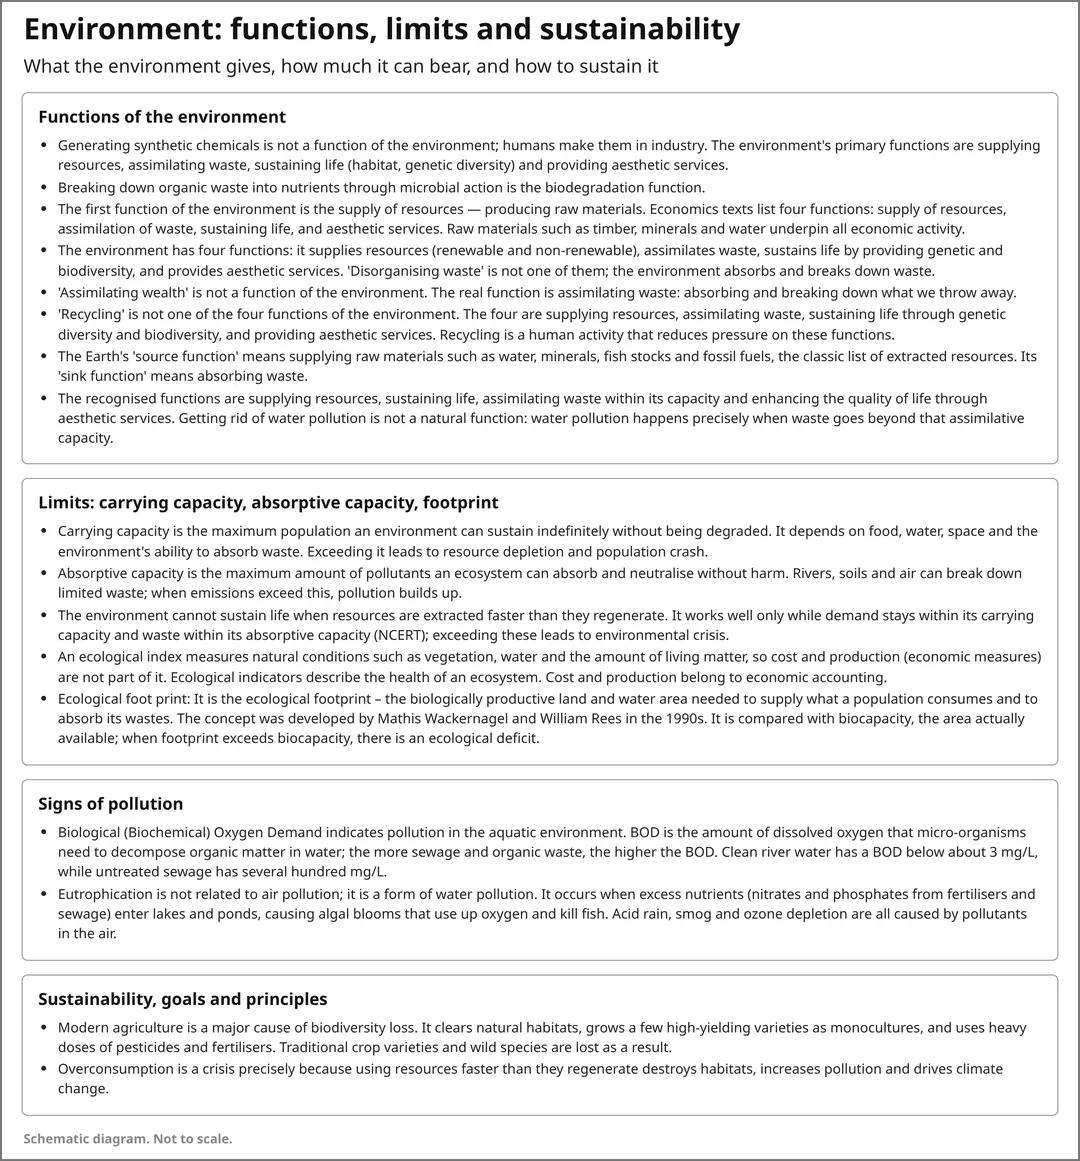 Environment: functions, limits and sustainability
What the environment gives, how much it can bear, and how to sustain it
Functions of the environment
• Generating synthetic chemicals is not a function of the environment; humans make them in industry. The environment's primary functions are supplying
resources, assimilating waste, sustaining life (habitat, genetic diversity) and providing aesthetic services.
• Breaking down organic waste into nutrients through microbial action is the biodegradation function.
• The first function of the environment is the supply of resources — producing raw materials. Economics texts list four functions: supply of resources,
assimilation of waste, sustaining life, and aesthetic services. Raw materials such as timber, minerals and water underpin all economic activity.
• The environment has four functions: it supplies resources (renewable and non-renewable), assimilates waste, sustains life by providing genetic and
biodiversity, and provides aesthetic services. 'Disorganising waste' is not one of them; the environment absorbs and breaks down waste.
• 'Assimilating wealth' is not a function of the environment. The real function is assimilating waste: absorbing and breaking down what we throw away.
• 'Recycling' is not one of the four functions of the environment. The four are supplying resources, assimilating waste, sustaining life through genetic
diversity and biodiversity, and providing aesthetic services. Recycling is a human activity that reduces pressure on these functions.
• The Earth's 'source function' means supplying raw materials such as water, minerals, fish stocks and fossil fuels, the classic list of extracted resources. Its
'sink function' means absorbing waste.
• The recognised functions are supplying resources, sustaining life, assimilating waste within its capacity and enhancing the quality of life through
aesthetic services. Getting rid of water pollution is not a natural function: water pollution happens precisely when waste goes beyond that assimilative
capacity.
Limits: carrying capacity, absorptive capacity, footprint
• Carrying capacity is the maximum population an environment can sustain indefinitely without being degraded. It depends on food, water, space and the
environment's ability to absorb waste. Exceeding it leads to resource depletion and population crash.
• Absorptive capacity is the maximum amount of pollutants an ecosystem can absorb and neutralise without harm. Rivers, soils and air can break down
limited waste; when emissions exceed this, pollution builds up.
• The environment cannot sustain life when resources are extracted faster than they regenerate. It works well only while demand stays within its carrying
capacity and waste within its absorptive capacity (NCERT); exceeding these leads to environmental crisis.
• An ecological index measures natural conditions such as vegetation, water and the amount of living matter, so cost and production (economic measures)
are not part of it. Ecological indicators describe the health of an ecosystem. Cost and production belong to economic accounting.
• Ecological foot print: It is the ecological footprint – the biologically productive land and water area needed to supply what a population consumes and to
absorb its wastes. The concept was developed by Mathis Wackernagel and William Rees in the 1990s. It is compared with biocapacity, the area actually
available; when footprint exceeds biocapacity, there is an ecological deficit.
Signs of pollution
• Biological (Biochemical) Oxygen Demand indicates pollution in the aquatic environment. BOD is the amount of dissolved oxygen that micro-organisms
need to decompose organic matter in water; the more sewage and organic waste, the higher the BOD. Clean river water has a BOD below about 3 mg/L,
while untreated sewage has several hundred mg/L.
• Eutrophication is not related to air pollution; it is a form of water pollution. It occurs when excess nutrients (nitrates and phosphates from fertilisers and
sewage) enter lakes and ponds, causing algal blooms that use up oxygen and kill fish. Acid rain, smog and ozone depletion are all caused by pollutants
in the air.
Sustainability, goals and principles
• Modern agriculture is a major cause of biodiversity loss. It clears natural habitats, grows a few high-yielding varieties as monocultures, and uses heavy
doses of pesticides and fertilisers. Traditional crop varieties and wild species are lost as a result.
• Overconsumption is a crisis precisely because using resources faster than they regenerate destroys habitats, increases pollution and drives climate
change.
Schematic diagram. Not to scale.